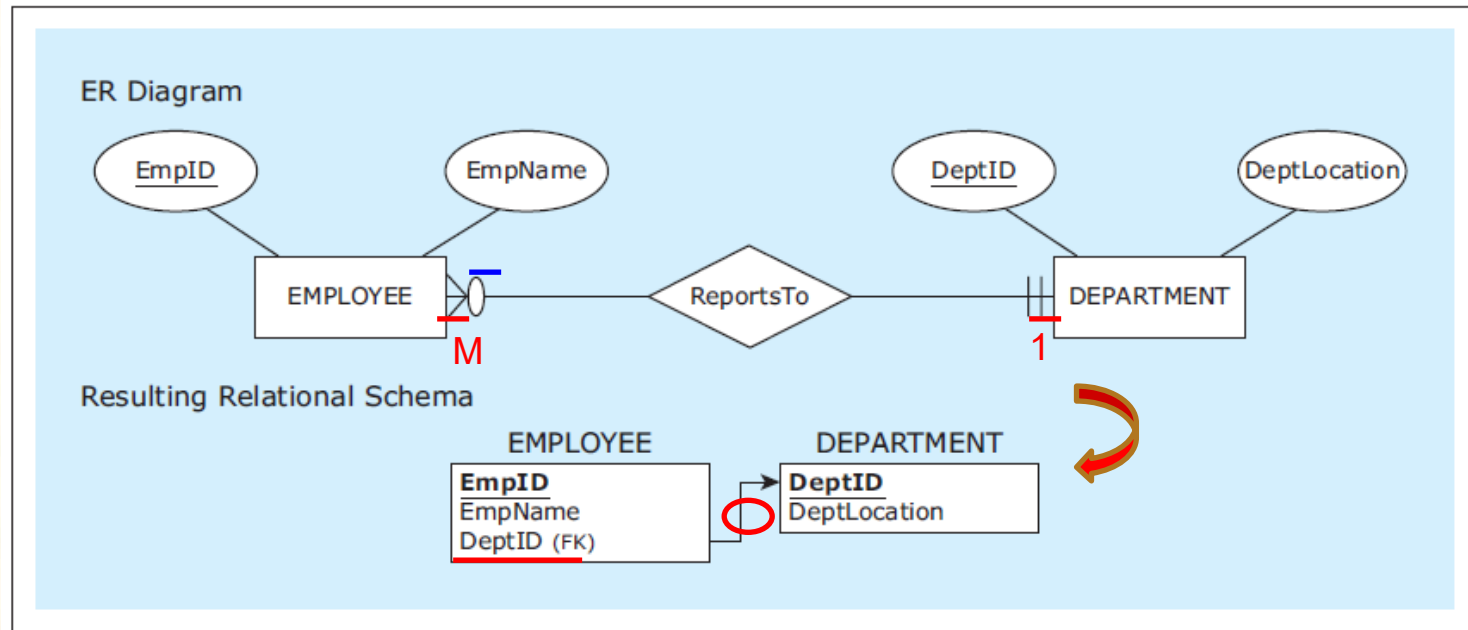 ER Diagram
EmpID
EmpName
DeptID
DeptLocation
EMPLOYEE
ReportsTo
DEPARTMENT
M
1
Resulting Relational Schema
EMPLOYEE
DEPARTMENT
EmpID
EmpName
DeptID (FK)
DeptID
DeptLocation